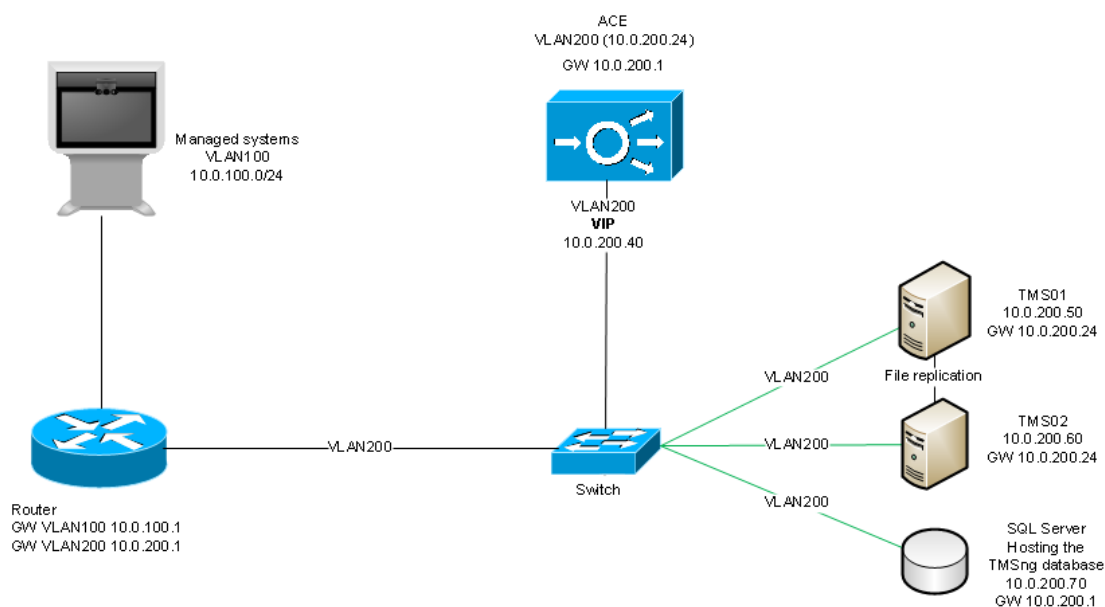 ACE
VLAN200 (10.0.200.24)
GW 10.0.200.1
Managed systems
VLAN100
10.0.100.0/24
VLAN200
VIP
10.0.200.40
TMS01
10.0.200.50
GW 10.0.200.24
VLAN200
File replication
TMS02
10.0.200.60
GW 10.0.200.24
VLAN200
VLAN200
Switch
VLAN200
Router
GW VLAN100 10.0.100.1
GW VLAN200 10.0.200.1
SQL Server
Hosting the
TMSng database
10.0.200.70
GW 10.0.200.1